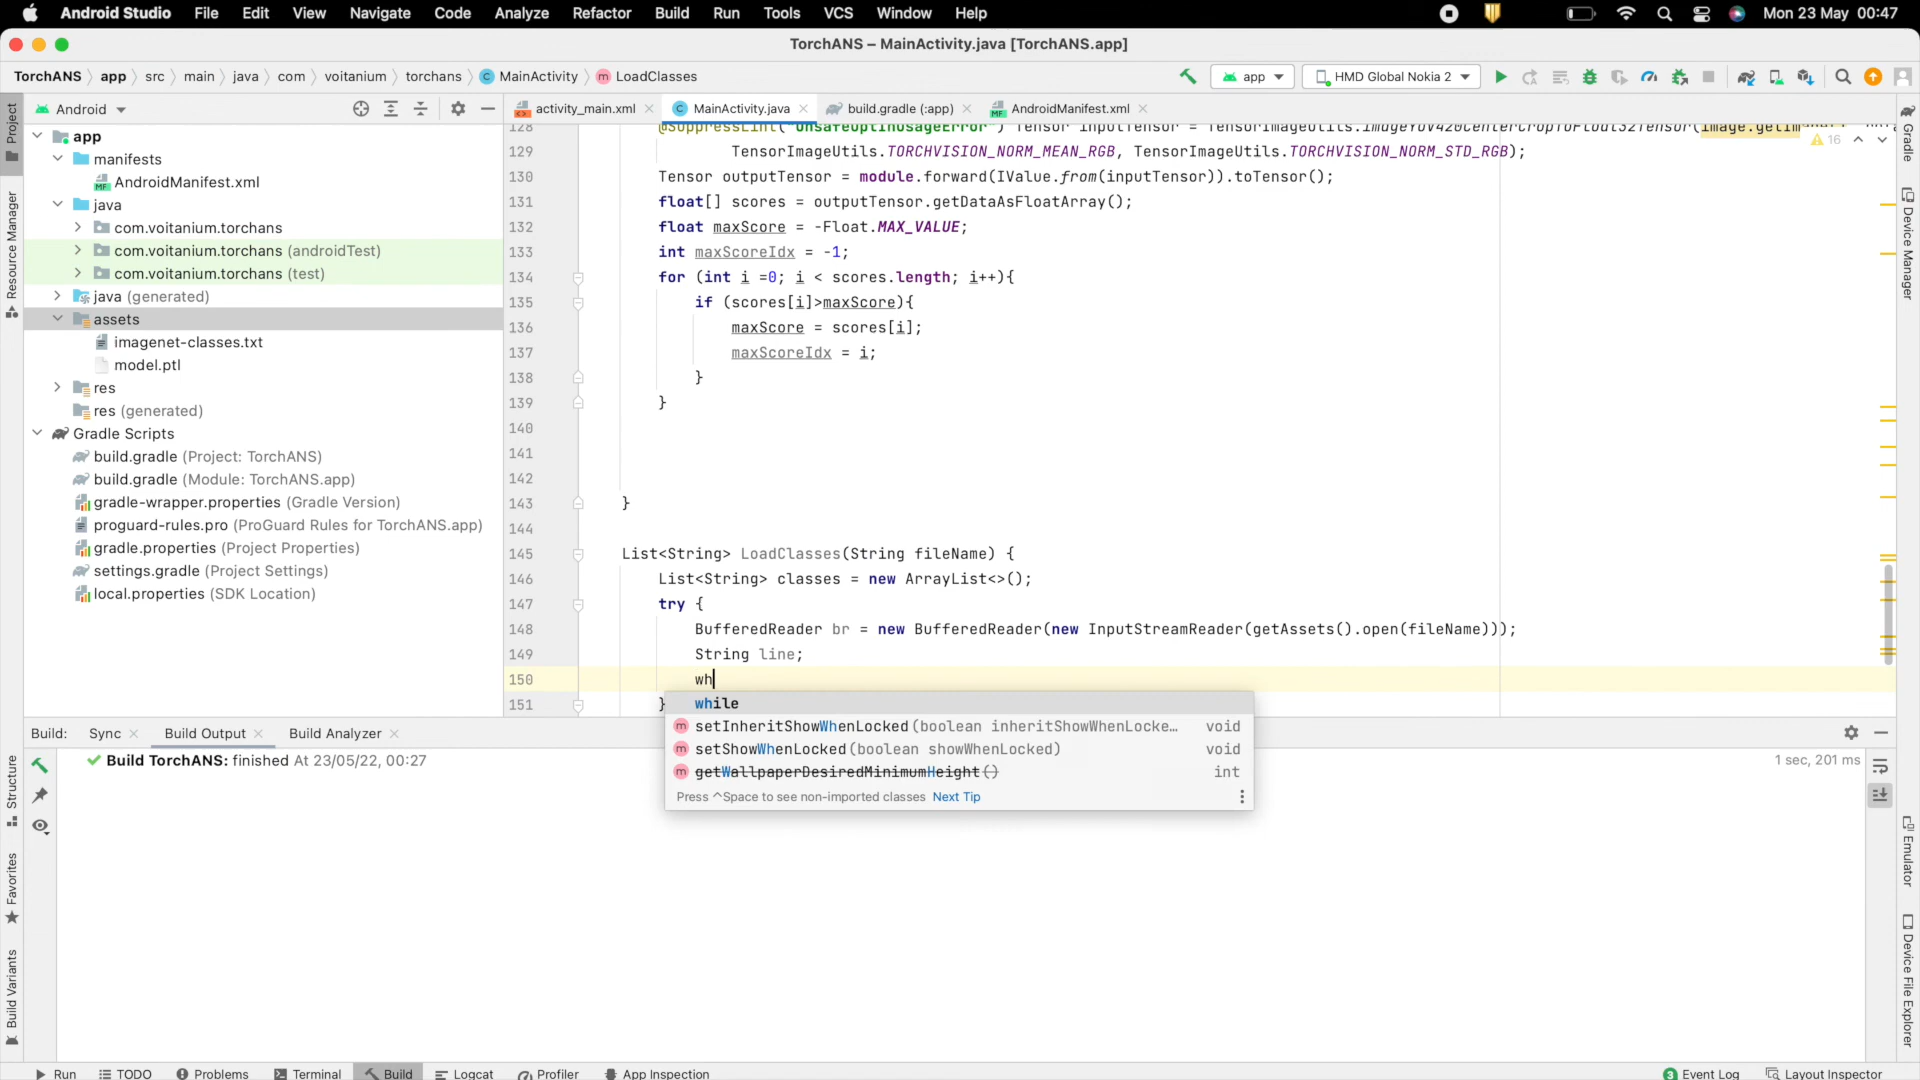 Android Studio File Edit View Navigate Code Analyze Refactor Build Run Tools VCS Window Help Mon 23 May 00:47
TorchANS – MainActivity.java [TorchANS.app]
TorchANS app src main java com voitanium torchans MainActivity LoadClasses app HMD Global Nokia 2
Project
Android
activity_main.xml MainActivity.java build.gradle (:app) AndroidManifest.xml
Gradle
app
manifests
AndroidManifest.xml
java
com.voitanium.torchans
com.voitanium.torchans (androidTest)
com.voitanium.torchans (test)
java (generated)
assets
imagenet-classes.txt
model.ptl
res
res (generated)
Gradle Scripts
build.gradle (Project: TorchANS)
build.gradle (Module: TorchANS.app)
gradle-wrapper.properties (Gradle Version)
proguard-rules.pro (ProGuard Rules for TorchANS.app)
gradle.properties (Project Properties)
settings.gradle (Project Settings)
local.properties (SDK Location)
Resource Manager
Structure
Favorites
Build Variants
16
128 @SuppressLint("UnsafeOptInUsageError") Tensor inputTensor = TensorImageUtils.imageYUV420CenterCropToFloat32Tensor(image.getImage(),
129 TensorImageUtils.TORCHVISION_NORM_MEAN_RGB, TensorImageUtils.TORCHVISION_NORM_STD_RGB);
130 Tensor outputTensor = module.forward(IValue.from(inputTensor)).toTensor();
131 float[] scores = outputTensor.getDataAsFloatArray();
132 float maxScore = -Float.MAX_VALUE;
133 int maxScoreIdx = -1;
134 for (int i =0; i < scores.length; i++){
135 if (scores[i]>maxScore){
136 maxScore = scores[i];
137 maxScoreIdx = i;
138 }
139 }
140
141
142
143 }
144
145 List<String> LoadClasses(String fileName) {
146 List<String> classes = new ArrayList<>();
147 try {
148 BufferedReader br = new BufferedReader(new InputStreamReader(getAssets().open(fileName)));
149 String line;
150 wh
151 }
while
m setInheritShowWhenLocked(boolean inheritShowWhenLocke… void
m setShowWhenLocked(boolean showWhenLocked) void
m getWallpaperDesiredMinimumHeight() int
Press ^Space to see non-imported classes Next Tip
Device Manager
Emulator
Device File Explorer
Build: Sync Build Output Build Analyzer
Build TorchANS: finished At 23/05/22, 00:27 1 sec, 201 ms
Run TODO Problems Terminal Build Logcat Profiler App Inspection 3 Event Log Layout Inspector